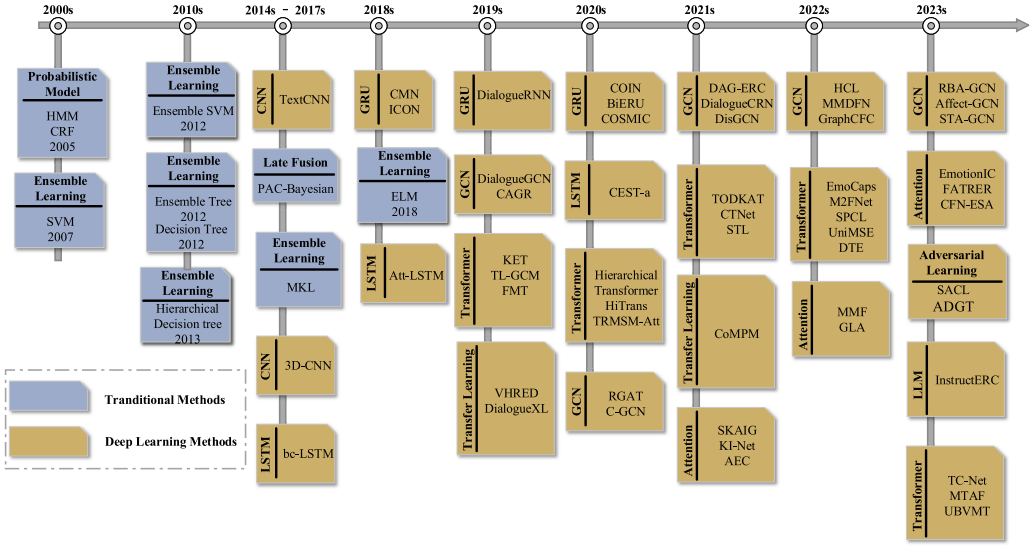 2000s
2010s
2014s - 2017s
2018s
2019s
2020s
2021s
2022s
2023s
Probabilistic
Model
HMM
CRF
2005
Ensemble
Learning
SVM
2007
Ensemble
Learning
Ensemble SVM
2012
Ensemble
Learning
Ensemble Tree
2012
Decision Tree
2012
Ensemble
Learning
Hierarchical
Decision tree
2013
CNN
TextCNN
Late Fusion
PAC-Bayesian
Ensemble
Learning
MKL
CNN
3D-CNN
LSTM
bc-LSTM
GRU
CMN
ICON
Ensemble
Learning
ELM
2018
LSTM
Att-LSTM
GRU
DialogueRNN
GCN
DialogueGCN
CAGR
Transformer
KET
TL-GCM
FMT
Transfer Learning
VHRED
DialogueXL
GRU
COIN
BiERU
COSMIC
LSTM
CEST-a
Transformer
Hierarchical
Transformer
HiTrans
TRMSM-Att
GCN
RGAT
C-GCN
GCN
DAG-ERC
DialogueCRN
DisGCN
Transformer
TODKAT
CTNet
STL
Transfer Learning
CoMPM
Attention
SKAIG
KI-Net
AEC
GCN
HCL
MMDFN
GraphCFC
Transformer
EmoCaps
M2FNet
SPCL
UniMSE
DTE
Attention
MMF
GLA
GCN
RBA-GCN
Affect-GCN
STA-GCN
Attention
EmotionIC
FATRER
CFN-ESA
Adversarial
Learning
SACL
ADGT
LLM
InstructERC
Transformer
TC-Net
MTAF
UBVMT
Tranditional Methods
Deep Learning Methods